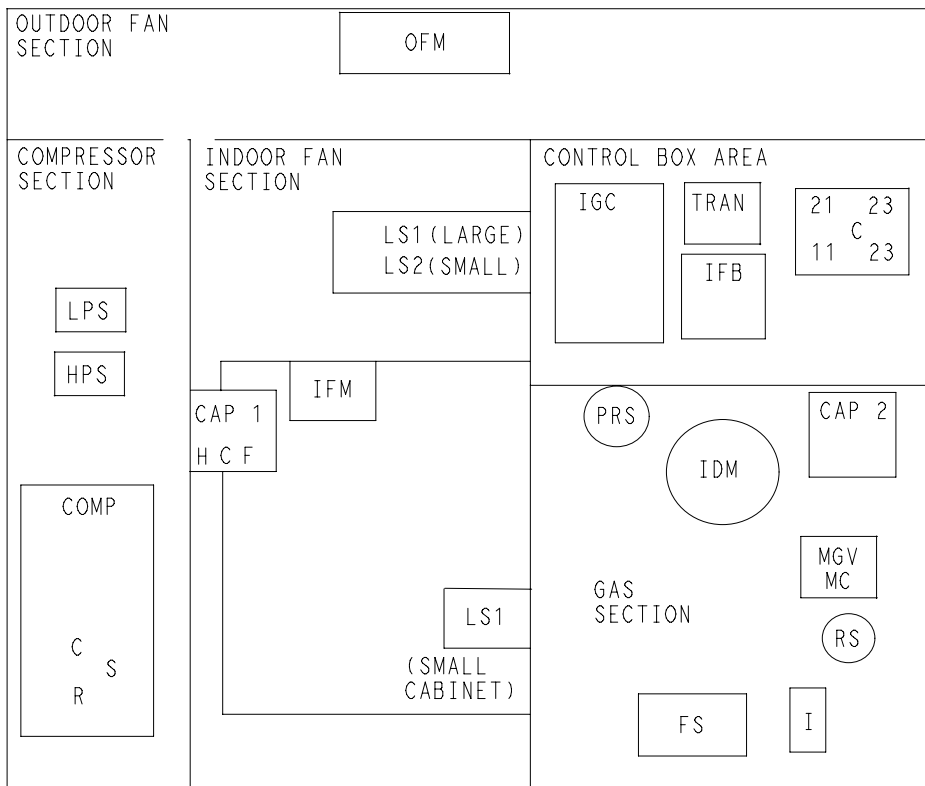 OUTDOOR FAN
SECTION
OFM
COMPRESSOR
SECTION
LPS
HPS
COMP
C
S
R
INDOOR FAN
SECTION
LS1(LARGE)
LS2(SMALL)
IFM
CAP 1
H C F
LS1
(SMALL
CABINET)
CONTROL BOX AREA
IGC
TRAN
IFB
21 23
C
11 23
PRS
IDM
CAP 2
MGV
MC
GAS
SECTION
RS
FS
I